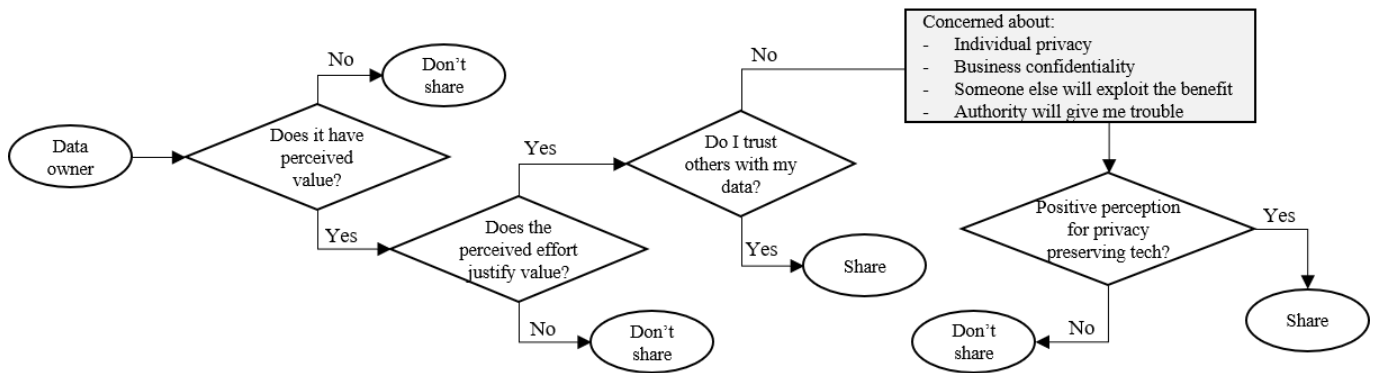 Data
owner
Does it have
perceived
value?
No
Don't
share
Yes
Does the
perceived effort
justify value?
No
Don't
share
Yes
Do I trust
others with my
data?
Yes
Share
No
Concerned about:
- Individual privacy
- Business confidentiality
- Someone else will exploit the benefit
- Authority will give me trouble
Positive perception
for privacy
preserving tech?
No
Don't
share
Yes
Share